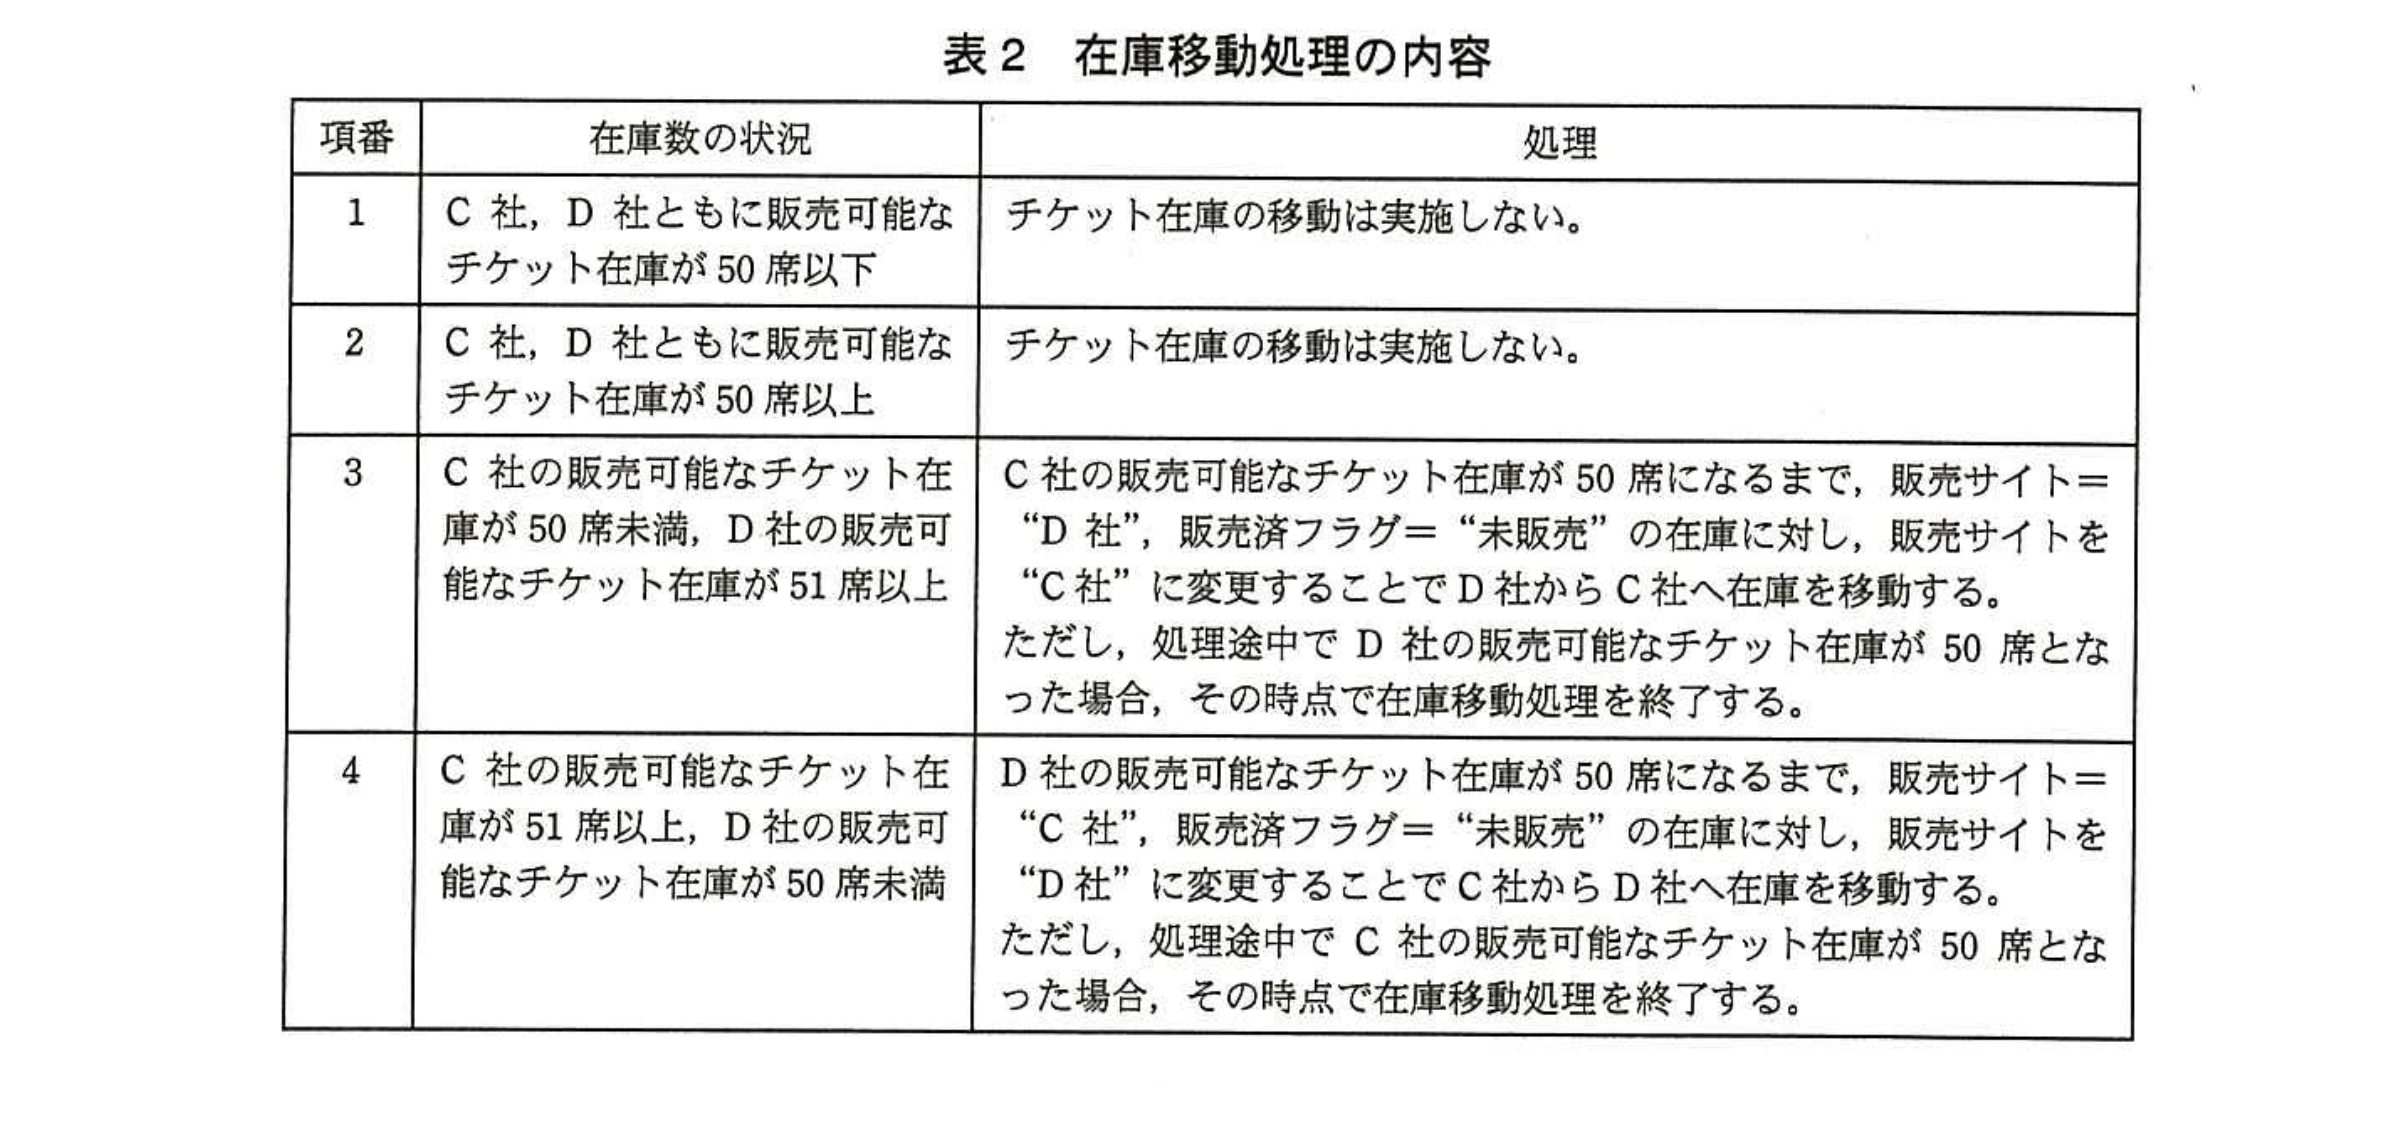 表2 在庫移動処理の内容
項番
在庫数の状況
処理
1
C 社，D 社ともに販売可能な
チケット在庫が 50 席以下
チケット在庫の移動は実施しない。
2
C 社，D 社ともに販売可能な
チケット在庫が 50 席以上
チケット在庫の移動は実施しない。
3
C 社の販売可能なチケット在
庫が 50 席未満，D 社の販売可
能なチケット在庫が 51 席以上
C 社の販売可能なチケット在庫が 50 席になるまで，販売サイト＝
“D 社”，販売済フラグ＝“未販売”の在庫に対し，販売サイトを
“C 社”に変更することで D 社から C 社へ在庫を移動する。
ただし，処理途中で D 社の販売可能なチケット在庫が 50 席とな
った場合，その時点で在庫移動処理を終了する。
4
C 社の販売可能なチケット在
庫が 51 席以上，D 社の販売可
能なチケット在庫が 50 席未満
D 社の販売可能なチケット在庫が 50 席になるまで，販売サイト＝
“C 社”，販売済フラグ＝“未販売”の在庫に対し，販売サイトを
“D 社”に変更することで C 社から D 社へ在庫を移動する。
ただし，処理途中で C 社の販売可能なチケット在庫が 50 席とな
った場合，その時点で在庫移動処理を終了する。